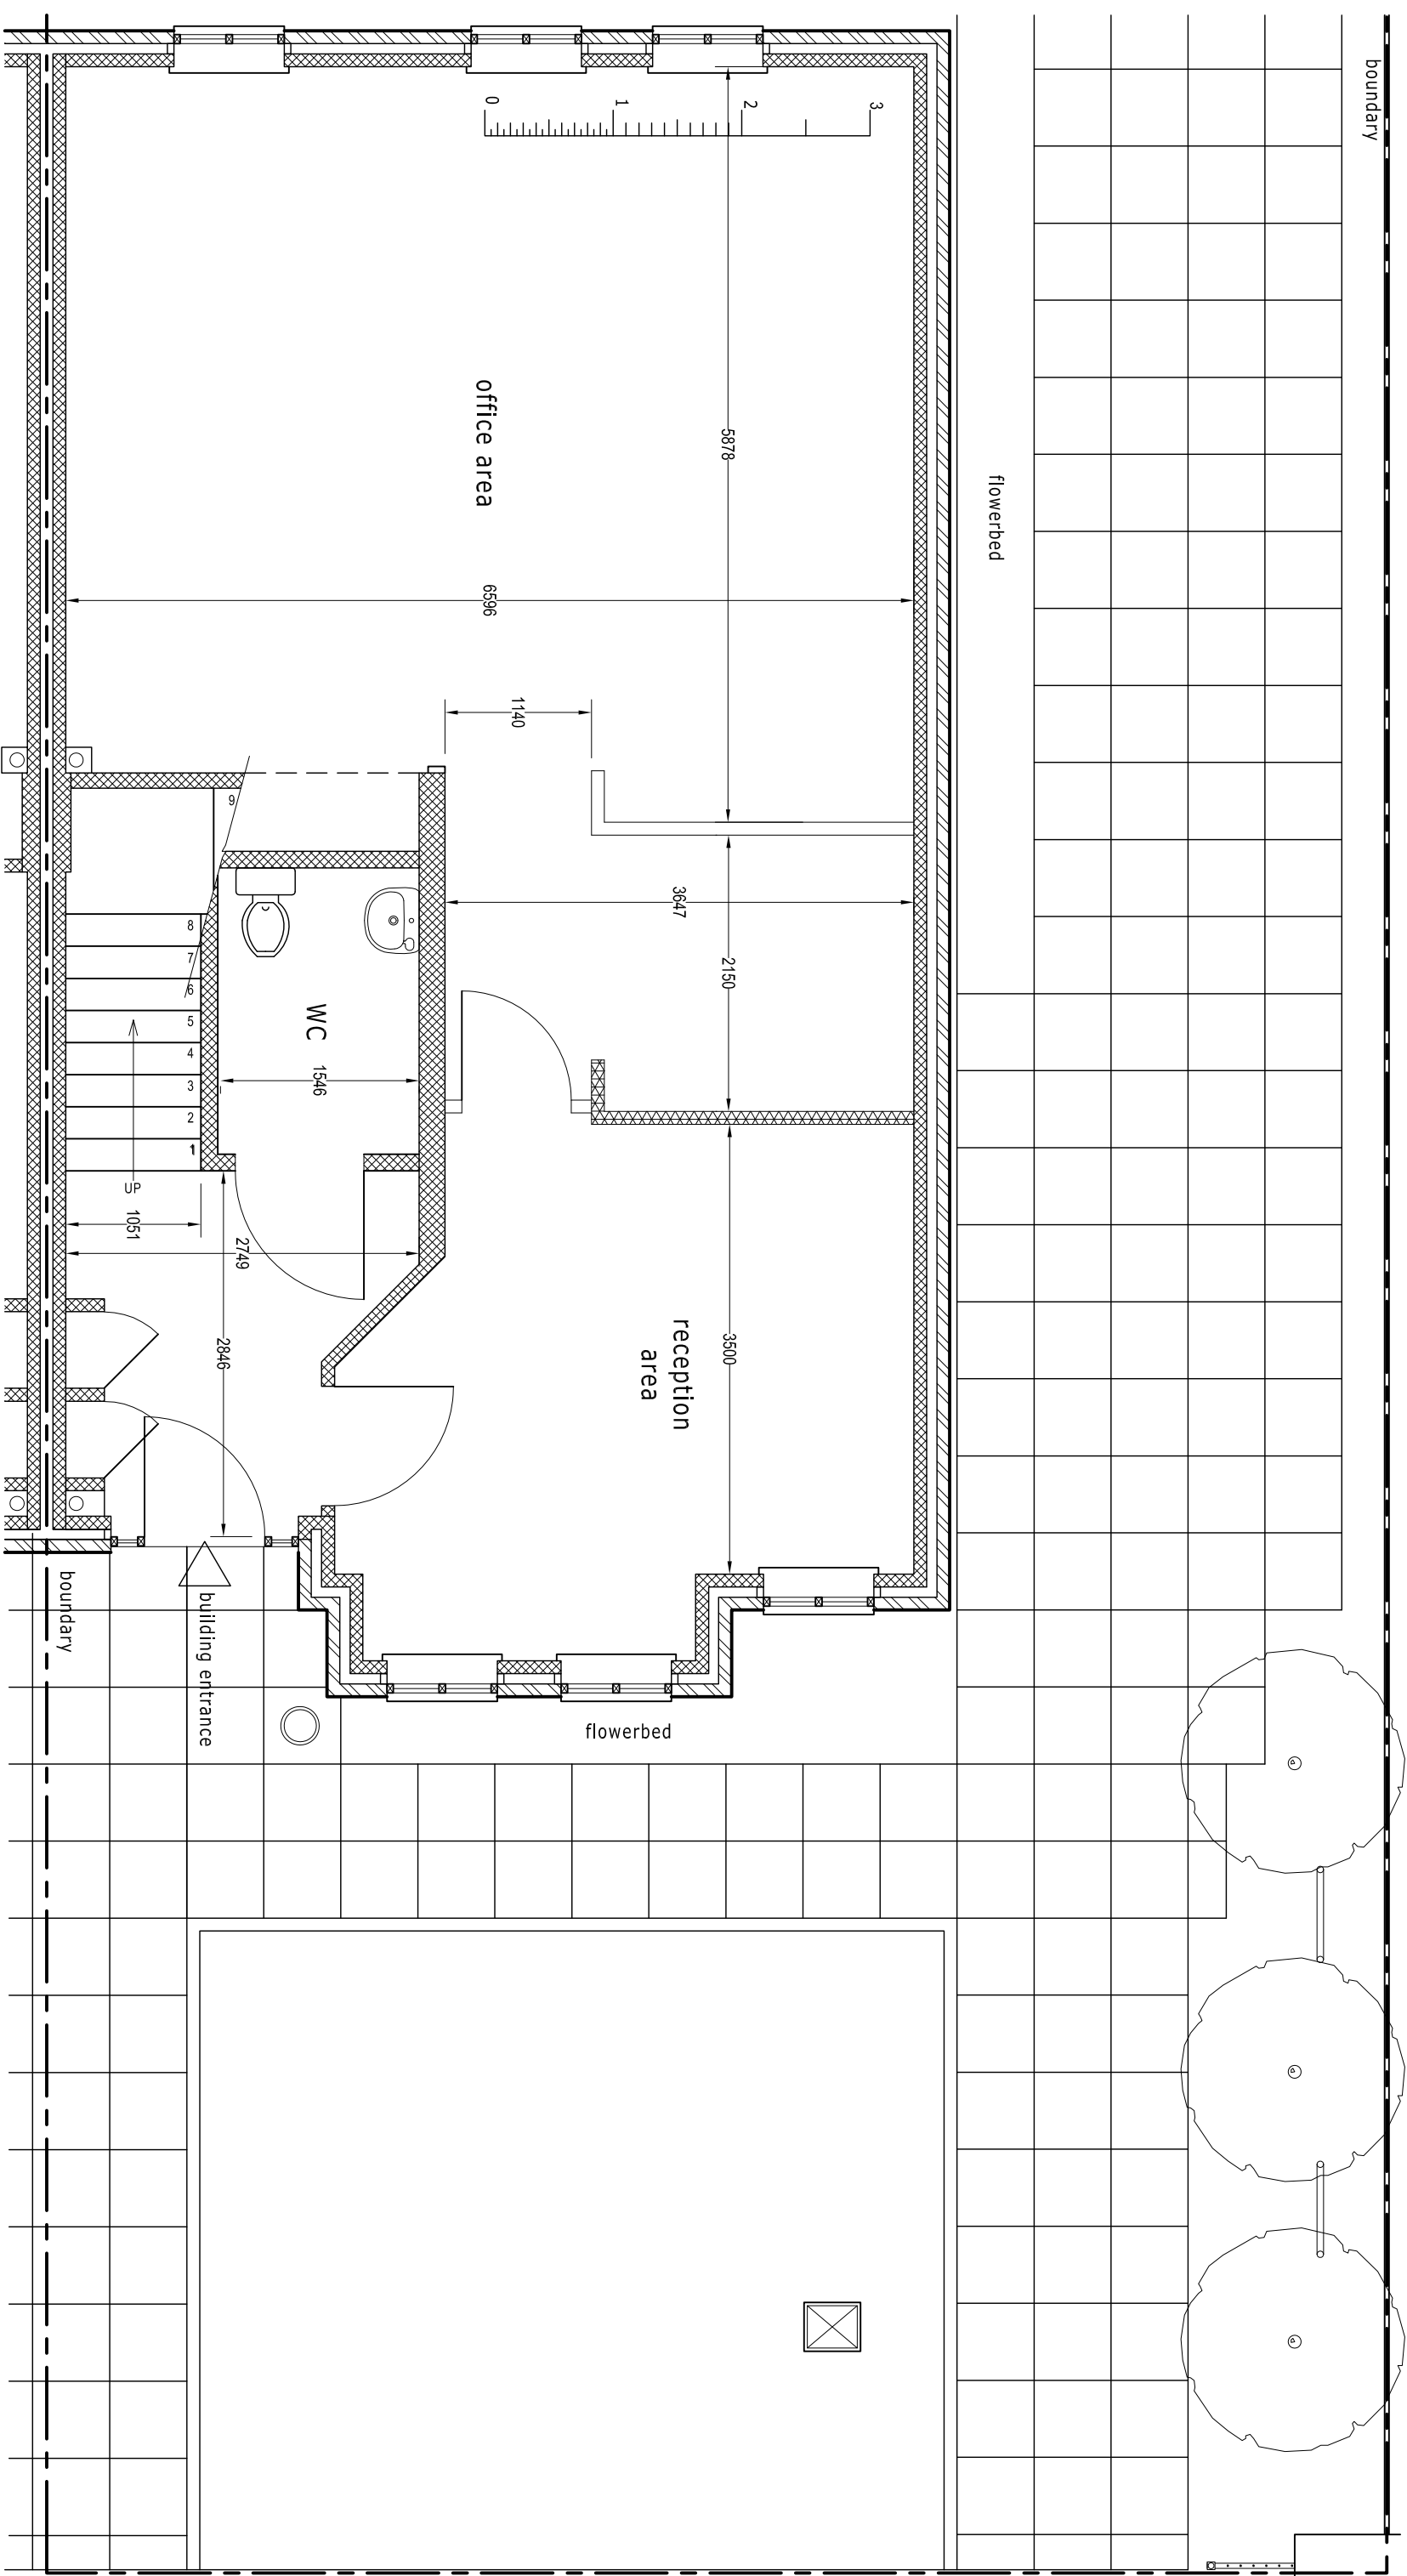 boundary
0 1 2 3
office area
5878
flowerbed
6596
1140
9
3647
8
7
6
5
4
3
2
1
2150
WC
1546
UP
1051
2749
2846
3500
reception
area
boundary
building entrance
flowerbed